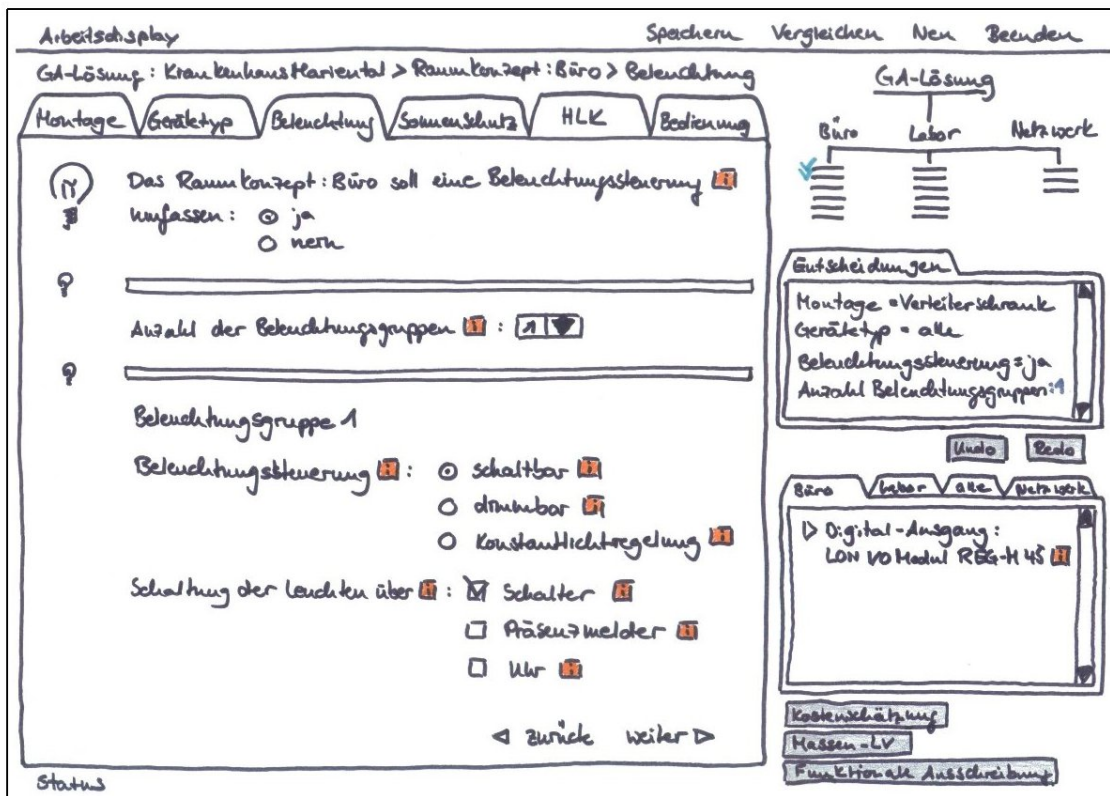 Arbeitsdisplay
Speichern Vergleichen Neu Beenden
GA-Lösung: Krankenhaus Mariental > Raumkonzept: Büro > Beleuchtung
Montage Gerätetyp Beleuchtung Sonnenschutz HLK Bedienung
Das Raumkonzept: Büro soll eine Beleuchtungssteuerung i
umfassen: ja
nein
Anzahl der Beleuchtungsgruppen i : 1
Beleuchtungsgruppe 1
Beleuchtungssteuerung i : schaltbar i
dimmbar i
Konstantlichtregelung i
Schaltung der Leuchten über i : Schalter i
Präsenzmelder i
Uhr i
zurück weiter
Status
GA-Lösung
Büro Labor Netzwerk
Entscheidungen
Montage = Verteilerschrank
Gerätetyp = alle
Beleuchtungssteuerung = ja
Anzahl Beleuchtungsgruppen: 1
Undo Redo
Büro Labor alle Netzwerk
Digital-Ausgang:
LON I/O Modul REG-M 45 i
Kostenschätzung
Massen-LV
Funktionale Ausschreibung